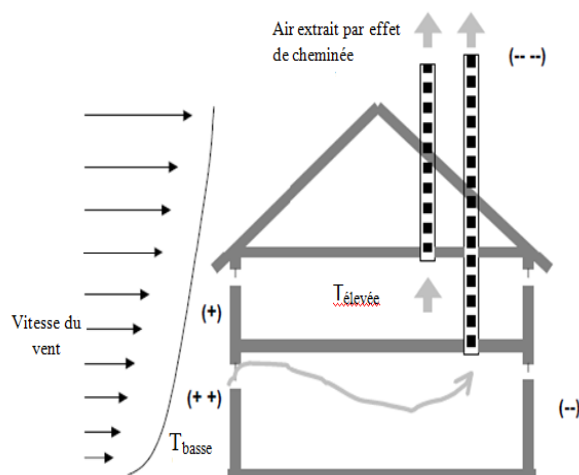 Air extrait par effet
de cheminée
(-- --)
Télevée
(+)
Vitesse du
vent
(+ +)
(--)
Tbasse